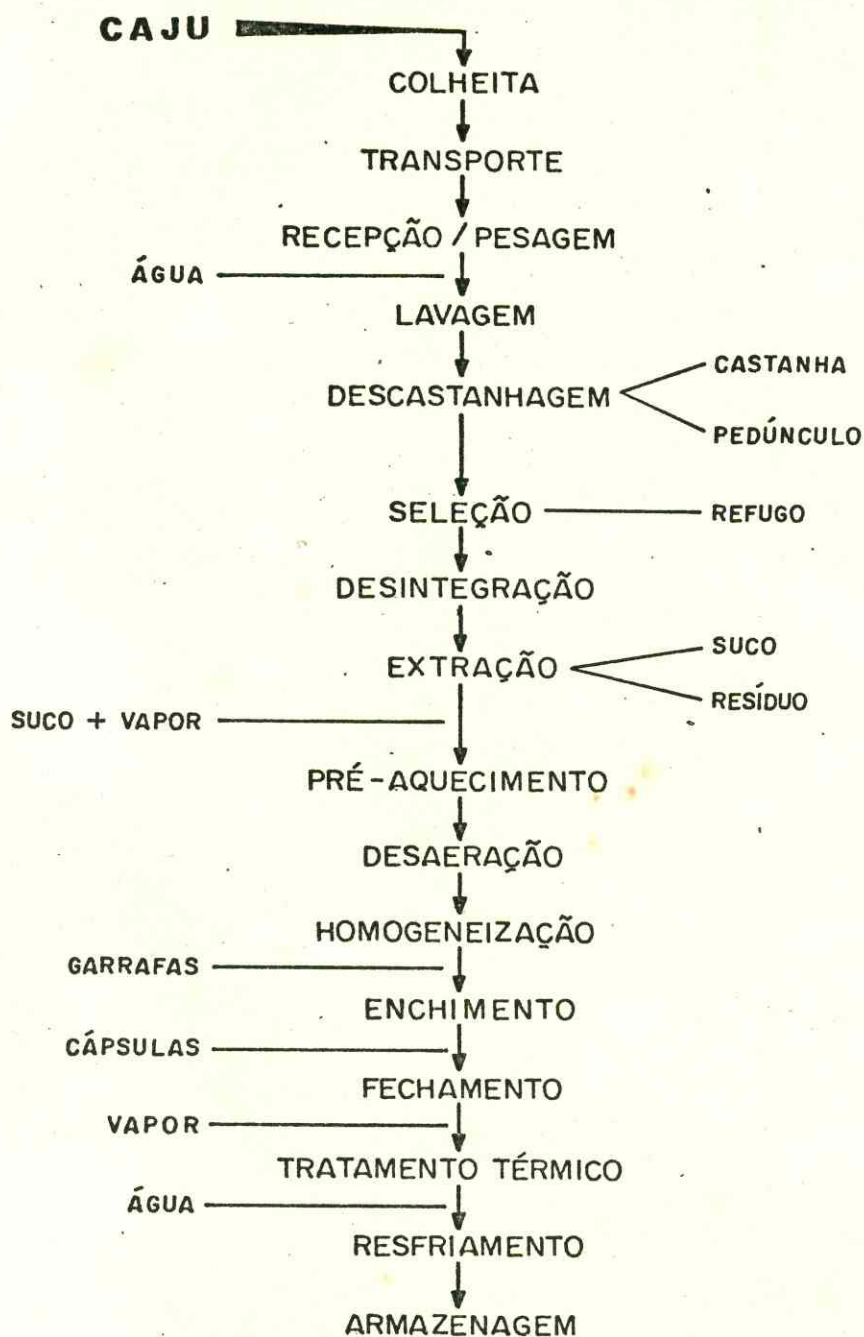 CAJU
COLHEITA
TRANSPORTE
RECEPÇÃO / PESAGEM
ÁGUA
LAVAGEM
CASTANHA
DESCASTANHAGEM
PEDÚNCULO
SELEÇÃO
REFUGO
DESINTEGRAÇÃO
SUCO
EXTRAÇÃO
RESÍDUO
SUCO + VAPOR
PRÉ-AQUECIMENTO
DESAERAÇÃO
HOMOGENEIZAÇÃO
GARRAFAS
ENCHIMENTO
CÁPSULAS
FECHAMENTO
VAPOR
TRATAMENTO TÉRMICO
ÁGUA
RESFRIAMENTO
ARMAZENAGEM